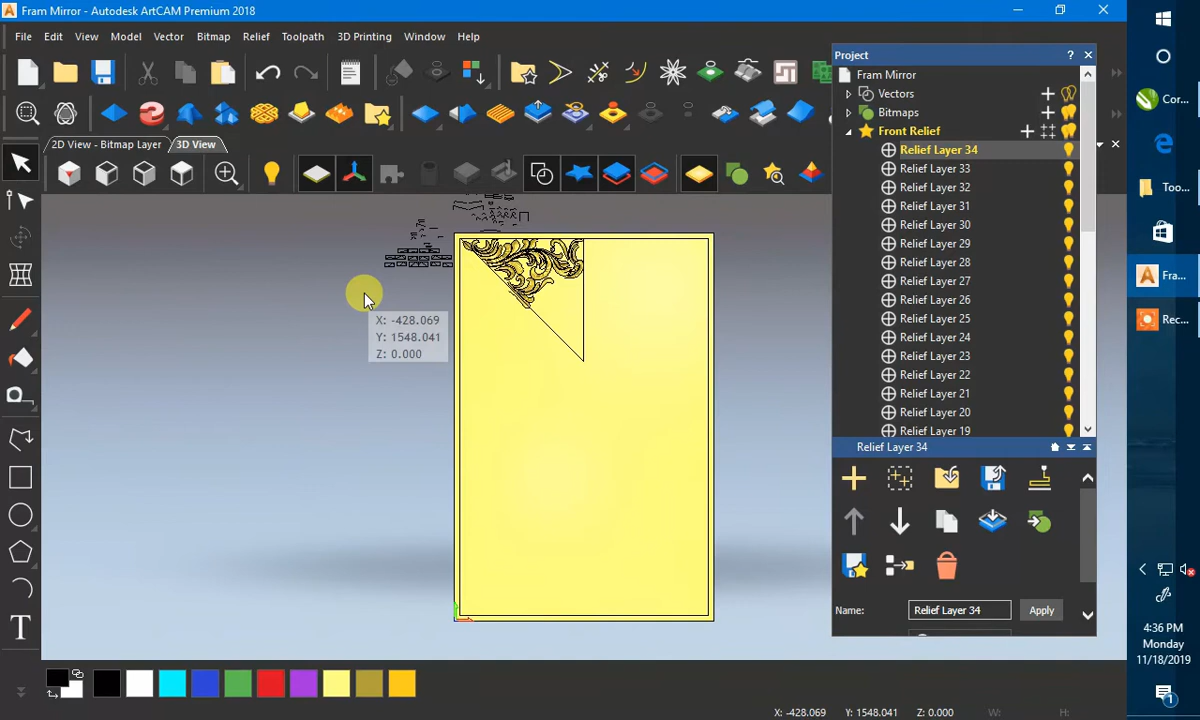 Fram Mirror - Autodesk ArtCAM Premium 2018
File Edit View Model Vector Bitmap Relief Toolpath 3D Printing Window Help
2D View - Bitmap Layer 3D View
X: -428.069
Y: 1548.041
Z: 0.000
Project
Fram Mirror
Vectors
Bitmaps
Front Relief
Relief Layer 34
Relief Layer 33
Relief Layer 32
Relief Layer 31
Relief Layer 30
Relief Layer 29
Relief Layer 28
Relief Layer 27
Relief Layer 26
Relief Layer 25
Relief Layer 24
Relief Layer 23
Relief Layer 22
Relief Layer 21
Relief Layer 20
Relief Layer 19
Relief Layer 34
Name: Relief Layer 34 Apply
Cor...
Too...
Fra...
Rec...
4:36 PM
Monday
11/18/2019
1
X: -428.069 Y: 1548.041 Z: 0.000 W: H: